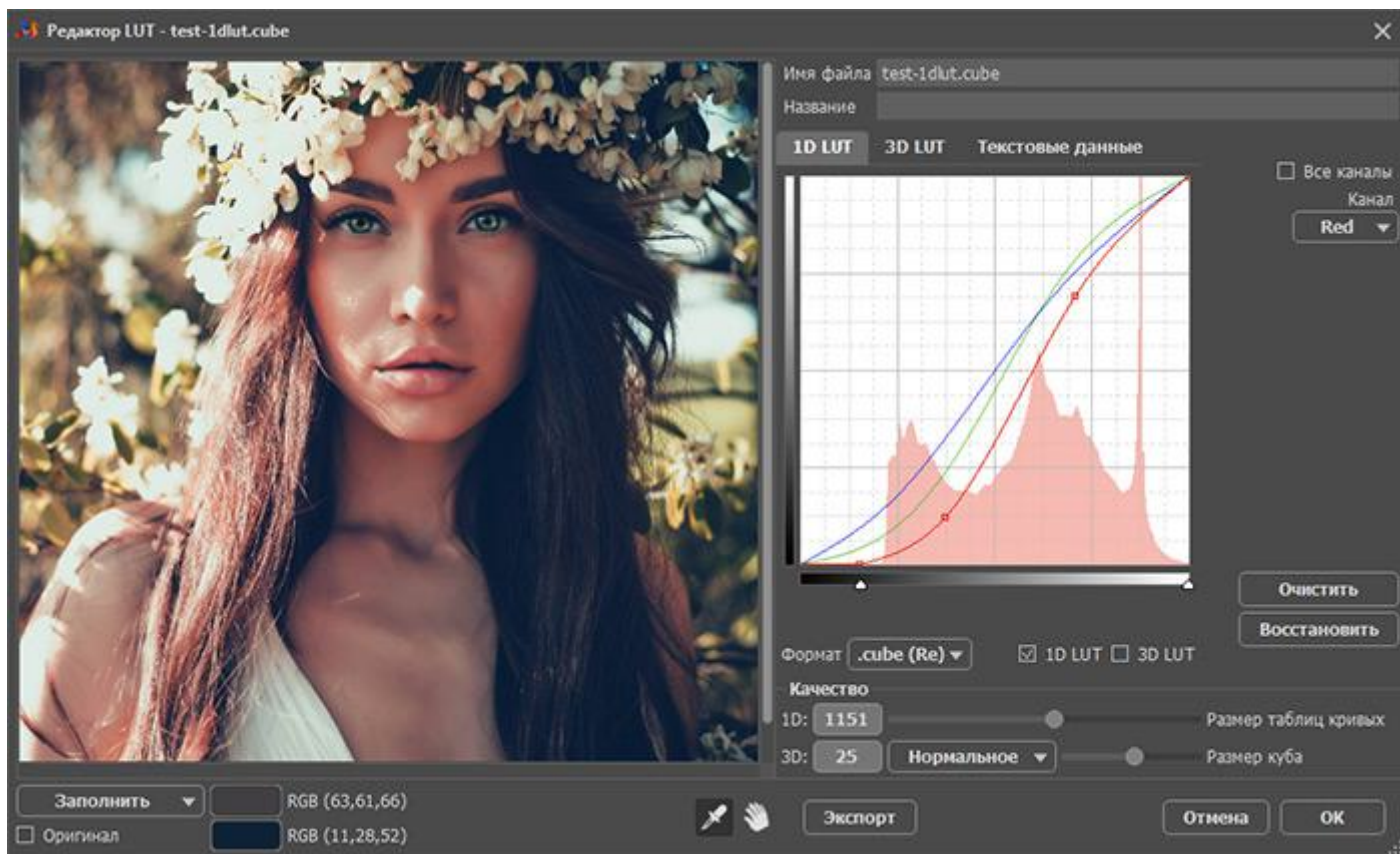 Редактор LUT - test-1dlut.cube
Имя файла test-1dlut.cube
Название
1D LUT 3D LUT Текстовые данные
Все каналы
Канал
Red
Очистить
Восстановить
Формат .cube (Re) 1D LUT 3D LUT
Качество
1D: 1151 Размер таблиц кривых
3D: 25 Нормальное Размер куба
Заполнить RGB (63,61,66)
Оригинал RGB (11,28,52)
Экспорт Отмена OK